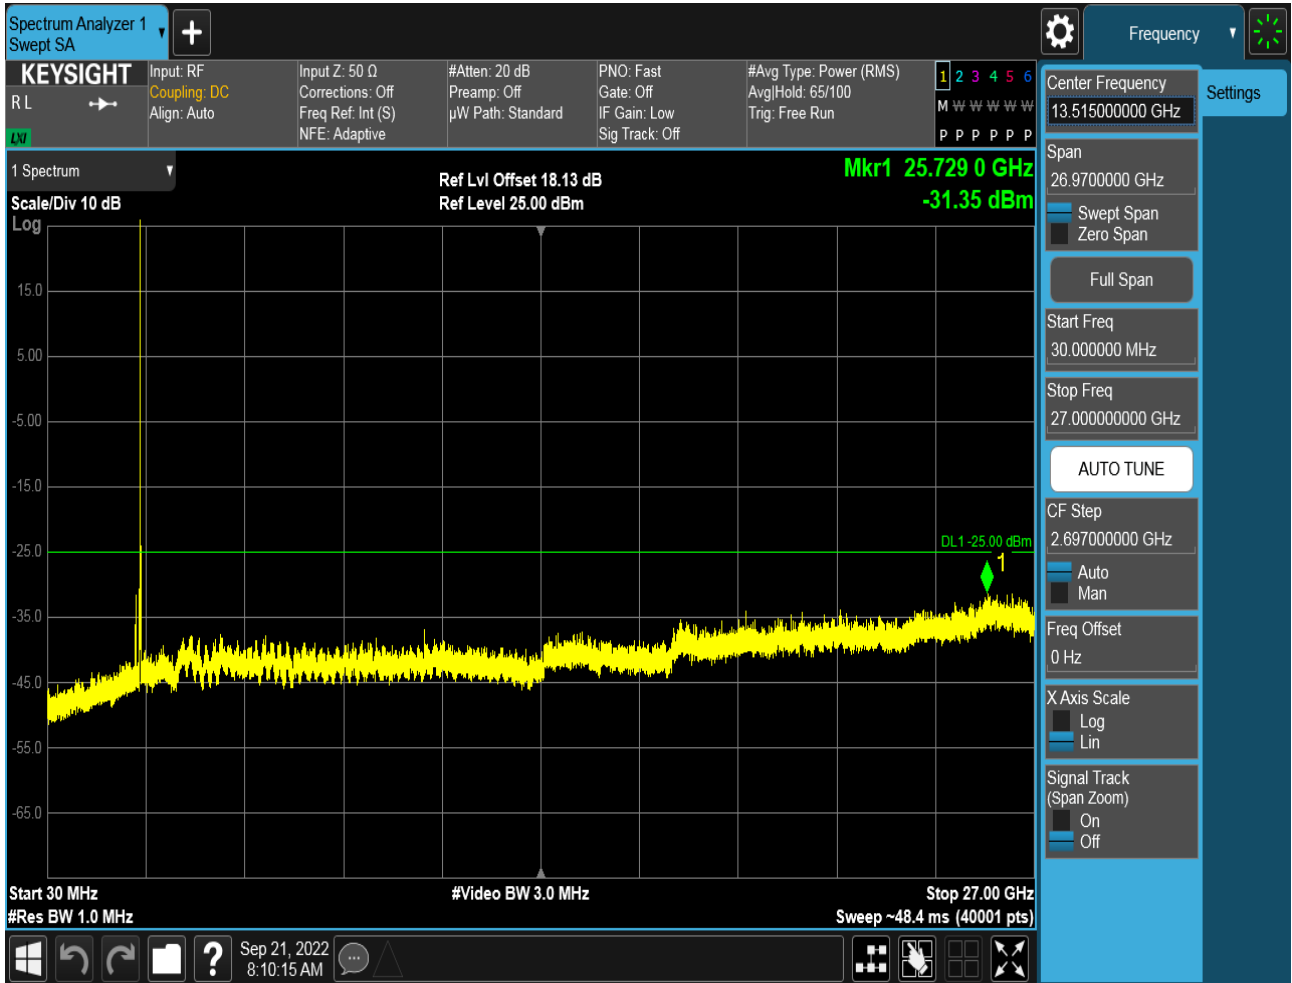 Spectrum Analyzer 1
Swept SA
Frequency
KEYSIGHT
R L
LXI
Input: RF
Coupling: DC
Align: Auto
Input Z: 50 Ω
Corrections: Off
Freq Ref: Int (S)
NFE: Adaptive
#Atten: 20 dB
Preamp: Off
µW Path: Standard
PNO: Fast
Gate: Off
IF Gain: Low
Sig Track: Off
#Avg Type: Power (RMS)
Avg|Hold: 65/100
Trig: Free Run
1 2 3 4 5 6
M W W W W W
P P P P P P
1 Spectrum
Scale/Div 10 dB
Log
Ref Lvl Offset 18.13 dB
Ref Level 25.00 dBm
Mkr1 25.729 0 GHz
-31.35 dBm
15.0
5.00
-5.00
-15.0
-25.0
-35.0
-45.0
-55.0
-65.0
DL1 -25.00 dBm
1
Start 30 MHz
#Res BW 1.0 MHz
#Video BW 3.0 MHz
Stop 27.00 GHz
Sweep ~48.4 ms (40001 pts)
Sep 21, 2022
8:10:15 AM
Center Frequency
13.515000000 GHz
Span
26.9700000 GHz
Swept Span
Zero Span
Full Span
Start Freq
30.000000 MHz
Stop Freq
27.000000000 GHz
AUTO TUNE
CF Step
2.697000000 GHz
Auto
Man
Freq Offset
0 Hz
X Axis Scale
Log
Lin
Signal Track
(Span Zoom)
On
Off
Settings